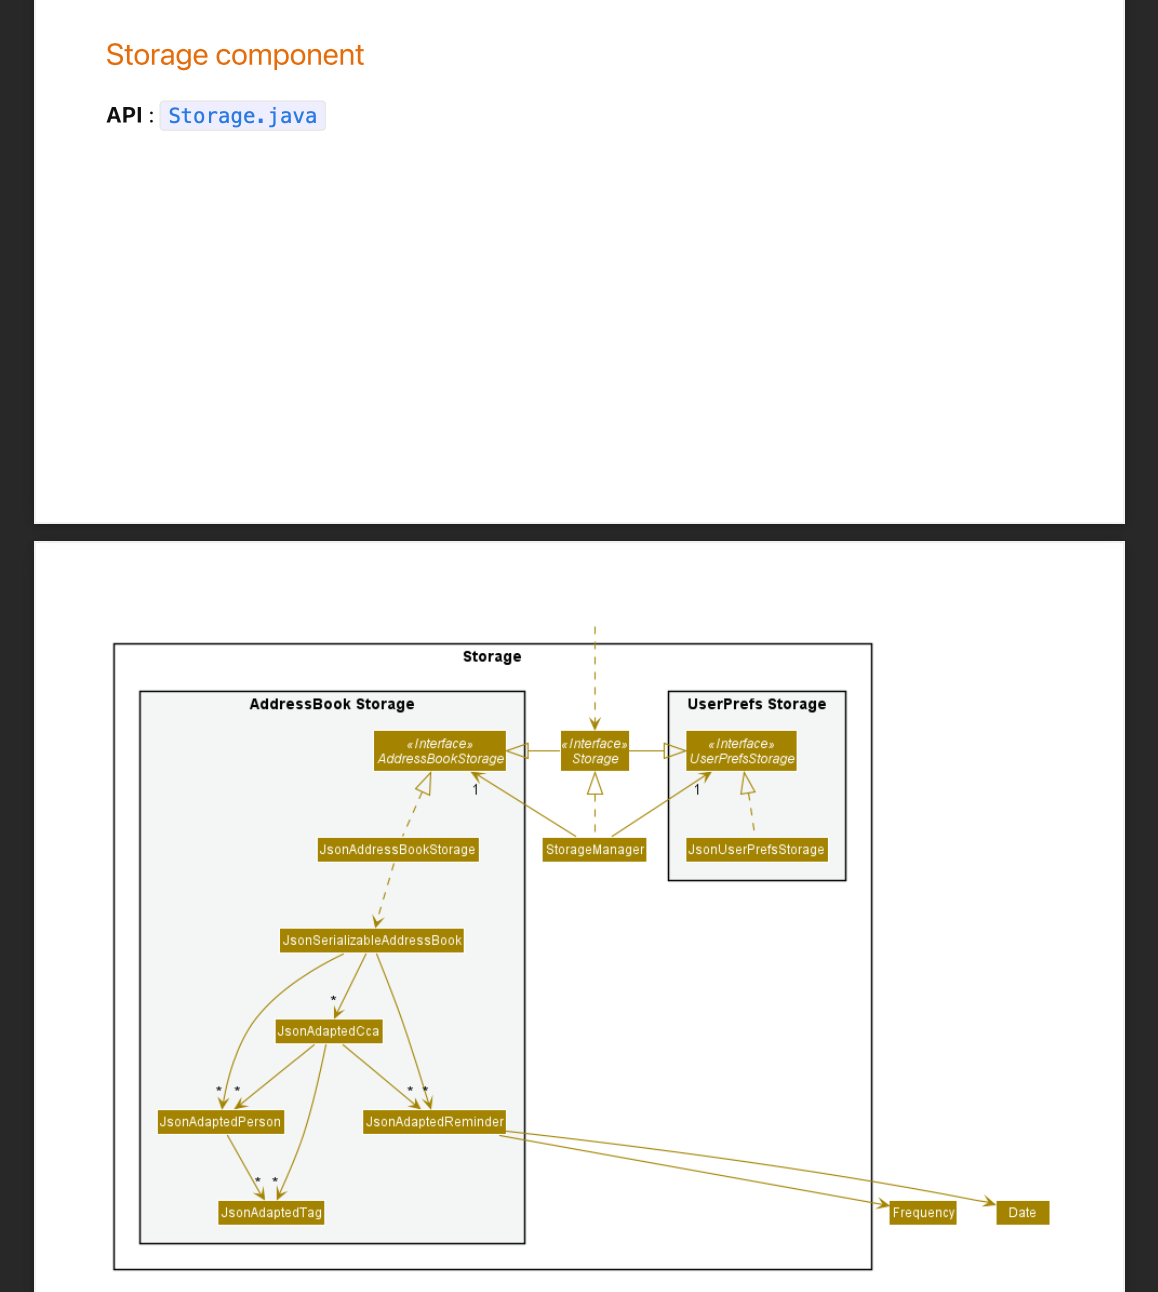 Storage component
API : Storage.java
Storage
AddressBook Storage
UserPrefs Storage
«Interface»
AddressBookStorage
«Interface»
Storage
«Interface»
UserPrefsStorage
1
1
JsonAddressBookStorage
StorageManager
JsonUserPrefsStorage
JsonSerializableAddressBook
*
JsonAdaptedCca
* *
* *
JsonAdaptedPerson
JsonAdaptedReminder
* *
JsonAdaptedTag
Frequency
Date